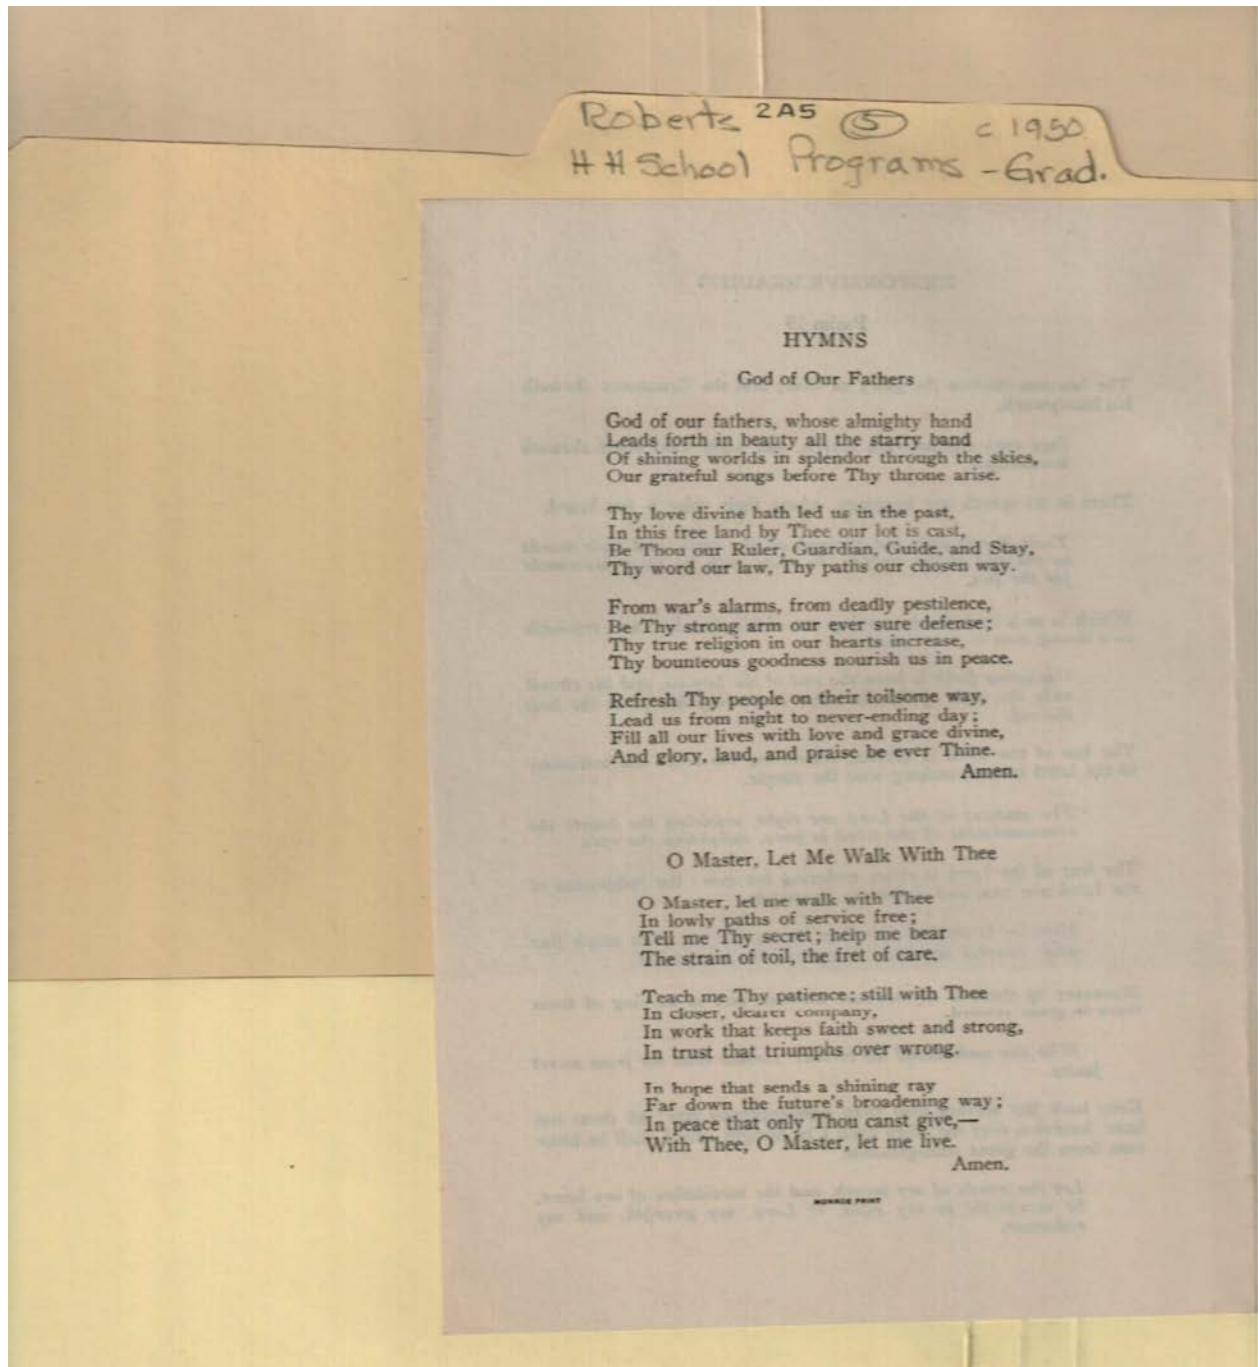 Roberts 2A5 5 c 1950
H H School Programs - Grad.
HYMNS
God of Our Fathers
God of our fathers, whose almighty hand
Leads forth in beauty all the starry band
Of shining worlds in splendor through the skies,
Our grateful songs before Thy throne arise.
Thy love divine hath led us in the past,
In this free land by Thee our lot is cast,
Be Thou our Ruler, Guardian, Guide, and Stay,
Thy word our law, Thy paths our chosen way.
From war's alarms, from deadly pestilence,
Be Thy strong arm our ever sure defense;
Thy true religion in our hearts increase,
Thy bounteous goodness nourish us in peace.
Refresh Thy people on their toilsome way,
Lead us from night to never-ending day;
Fill all our lives with love and grace divine,
And glory, laud, and praise be ever Thine.
Amen.
O Master, Let Me Walk With Thee
O Master, let me walk with Thee
In lowly paths of service free;
Tell me Thy secret; help me bear
The strain of toil, the fret of care.
Teach me Thy patience; still with Thee
In closer, dearer company,
In work that keeps faith sweet and strong,
In trust that triumphs over wrong.
In hope that sends a shining ray
Far down the future's broadening way;
In peace that only Thou canst give,—
With Thee, O Master, let me live.
Amen.
MONROE PRINT